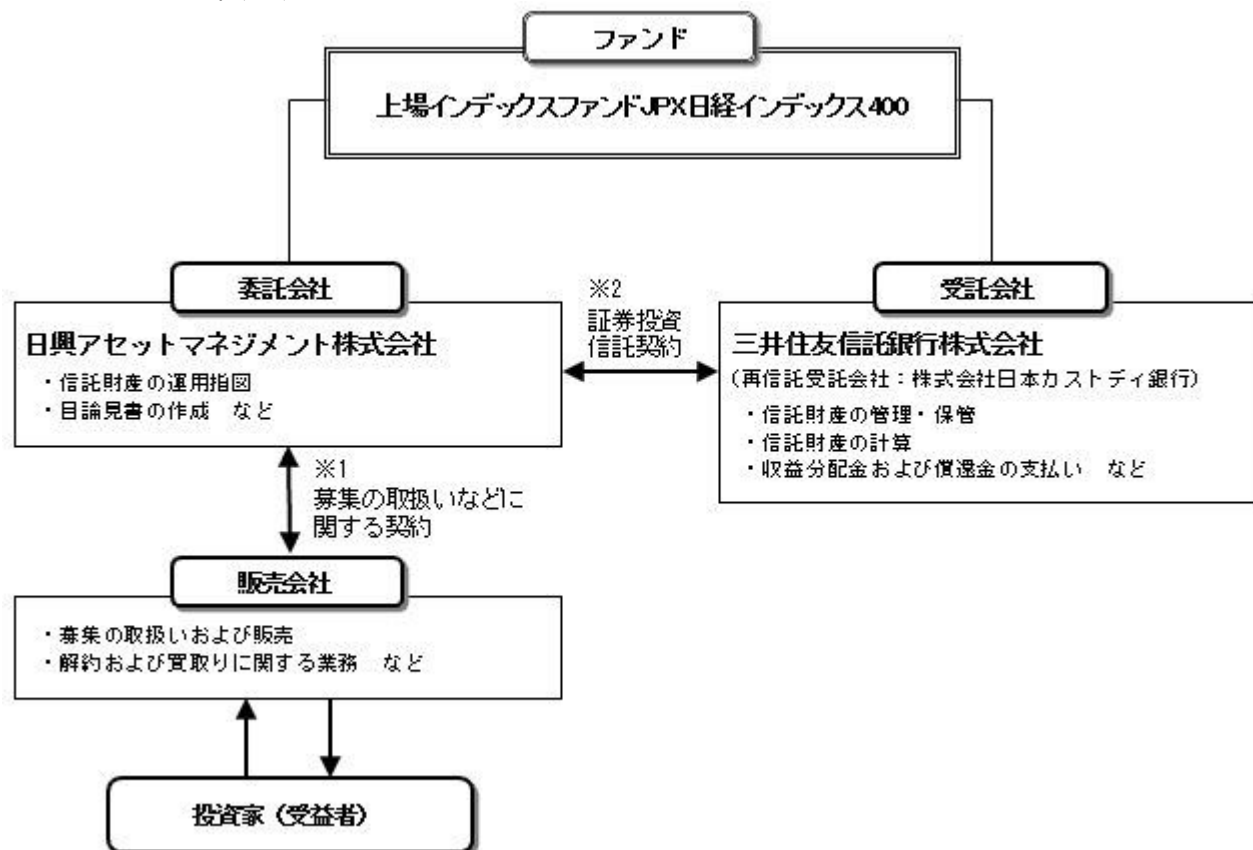 ファンド
上場インデックスファンドJPX日経インデックス400
委託会社
日興アセットマネジメント株式会社
・信託財産の運用指図
・目論見書の作成 など
※2
証券投資
信託契約
受託会社
三井住友信託銀行株式会社
(再信託受託会社：株式会社日本カストディ銀行)
・信託財産の管理・保管
・信託財産の計算
・収益分配金および償還金の支払い など
※1
募集の取扱いなどに
関する契約
販売会社
・募集の取扱いおよび販売
・解約および買取りに関する業務 など
投資家（受益者）